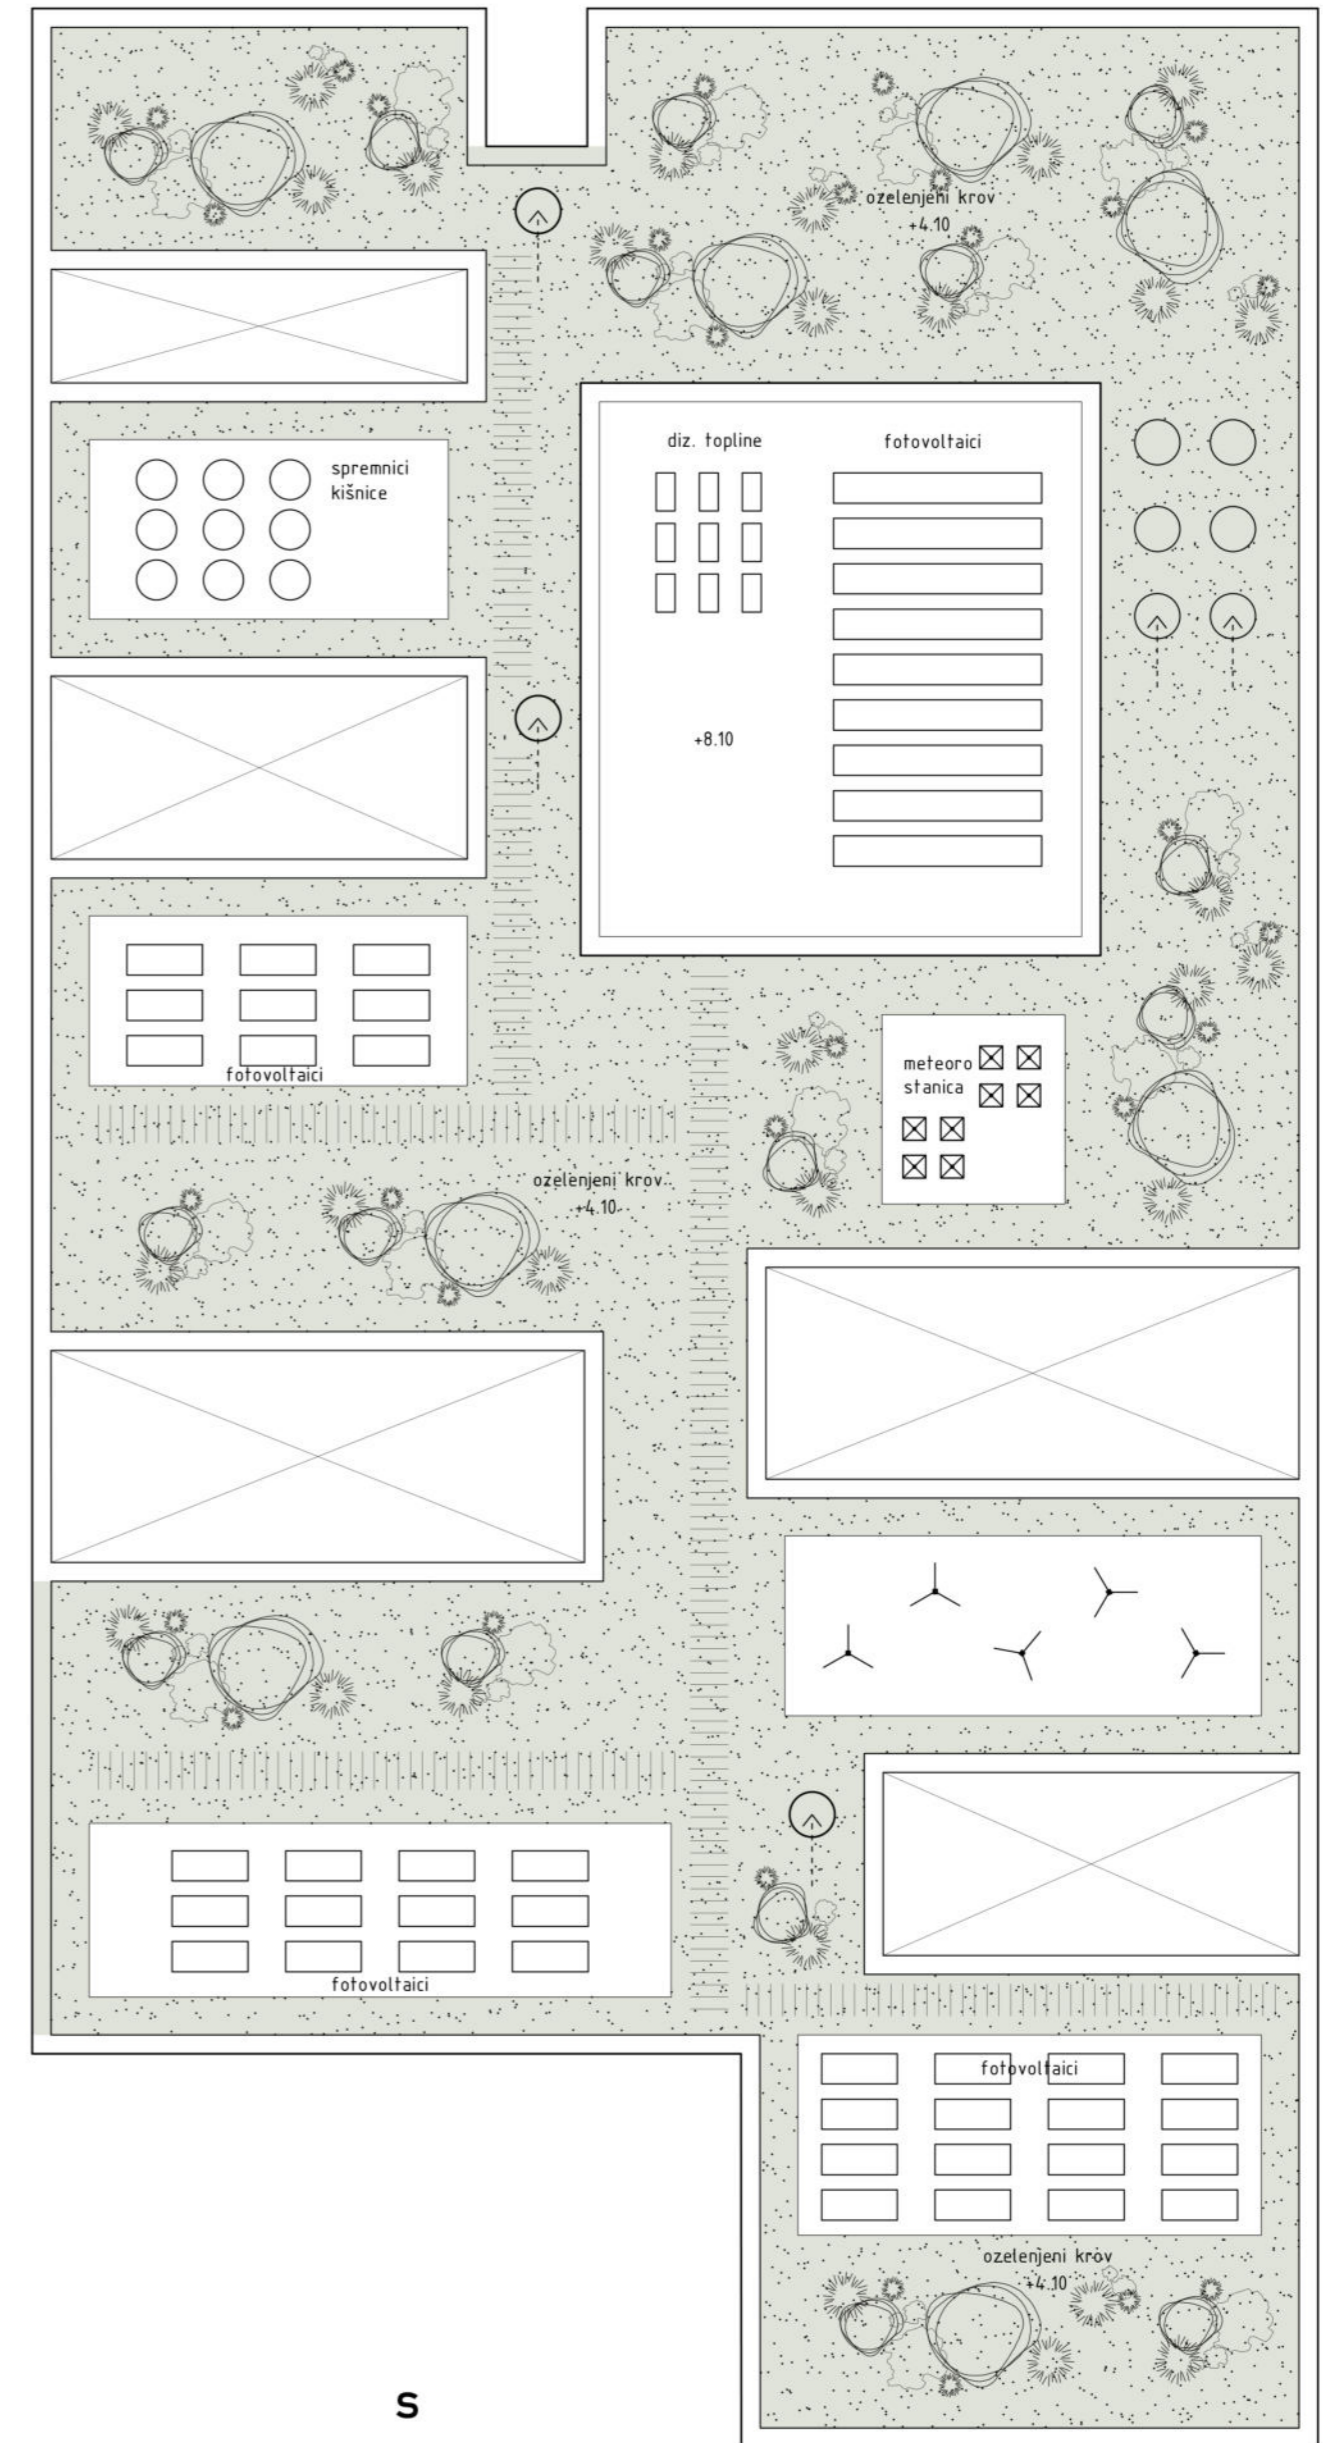 ozelenjeni krov
+4.10
diz. topline
fotovoltaici
spremnici
kišnice
+8.10
meteoro
stanica
fotovoltaici
ozelenjeni krov
+4.10
fotovoltaici
fotovoltaici
ozelenjeni krov
+4.10
S